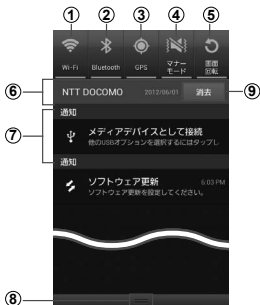 ① ② ③ ④ ⑤
Wi-Fi Bluetooth GPS マナーモード 画面回転
⑥ NTT DOCOMO 2012/06/01 消去 ⑨
⑦ 通知
メディアデバイスとして接続
他のUSBオプションを選択するにはタップし
通知
ソフトウェア更新 6:03 PM
ソフトウェア更新を設定してください。
⑧